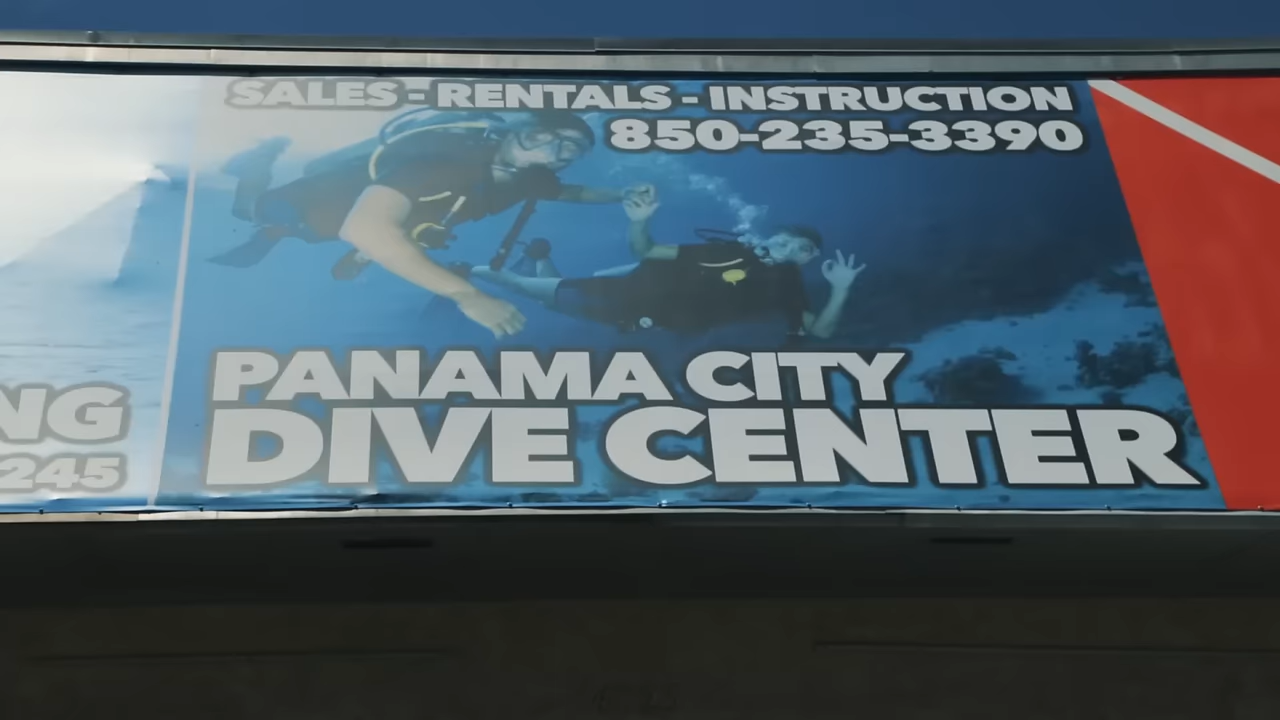 SALES - RENTALS - INSTRUCTION
850-235-3390
PANAMA CITY
DIVE CENTER
NG
245